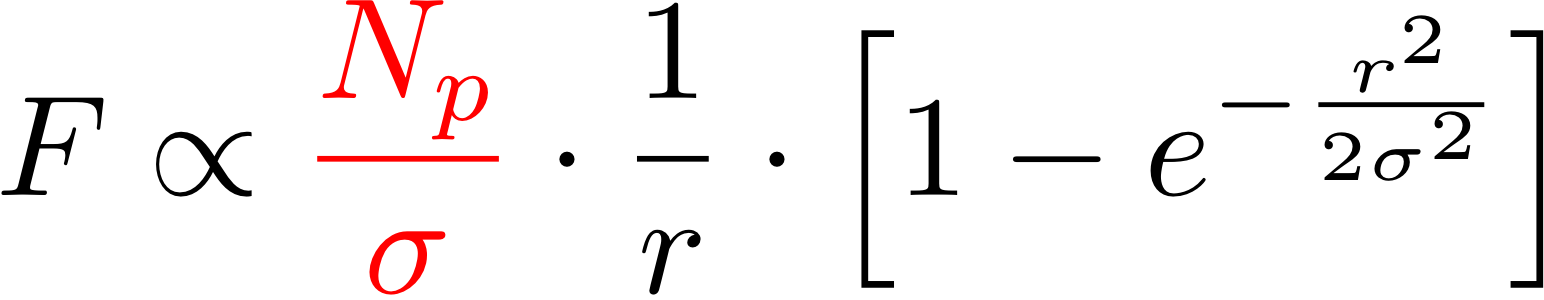 F ∝ N_p/σ · 1/r · [1 − e^{−r²/2σ²}]